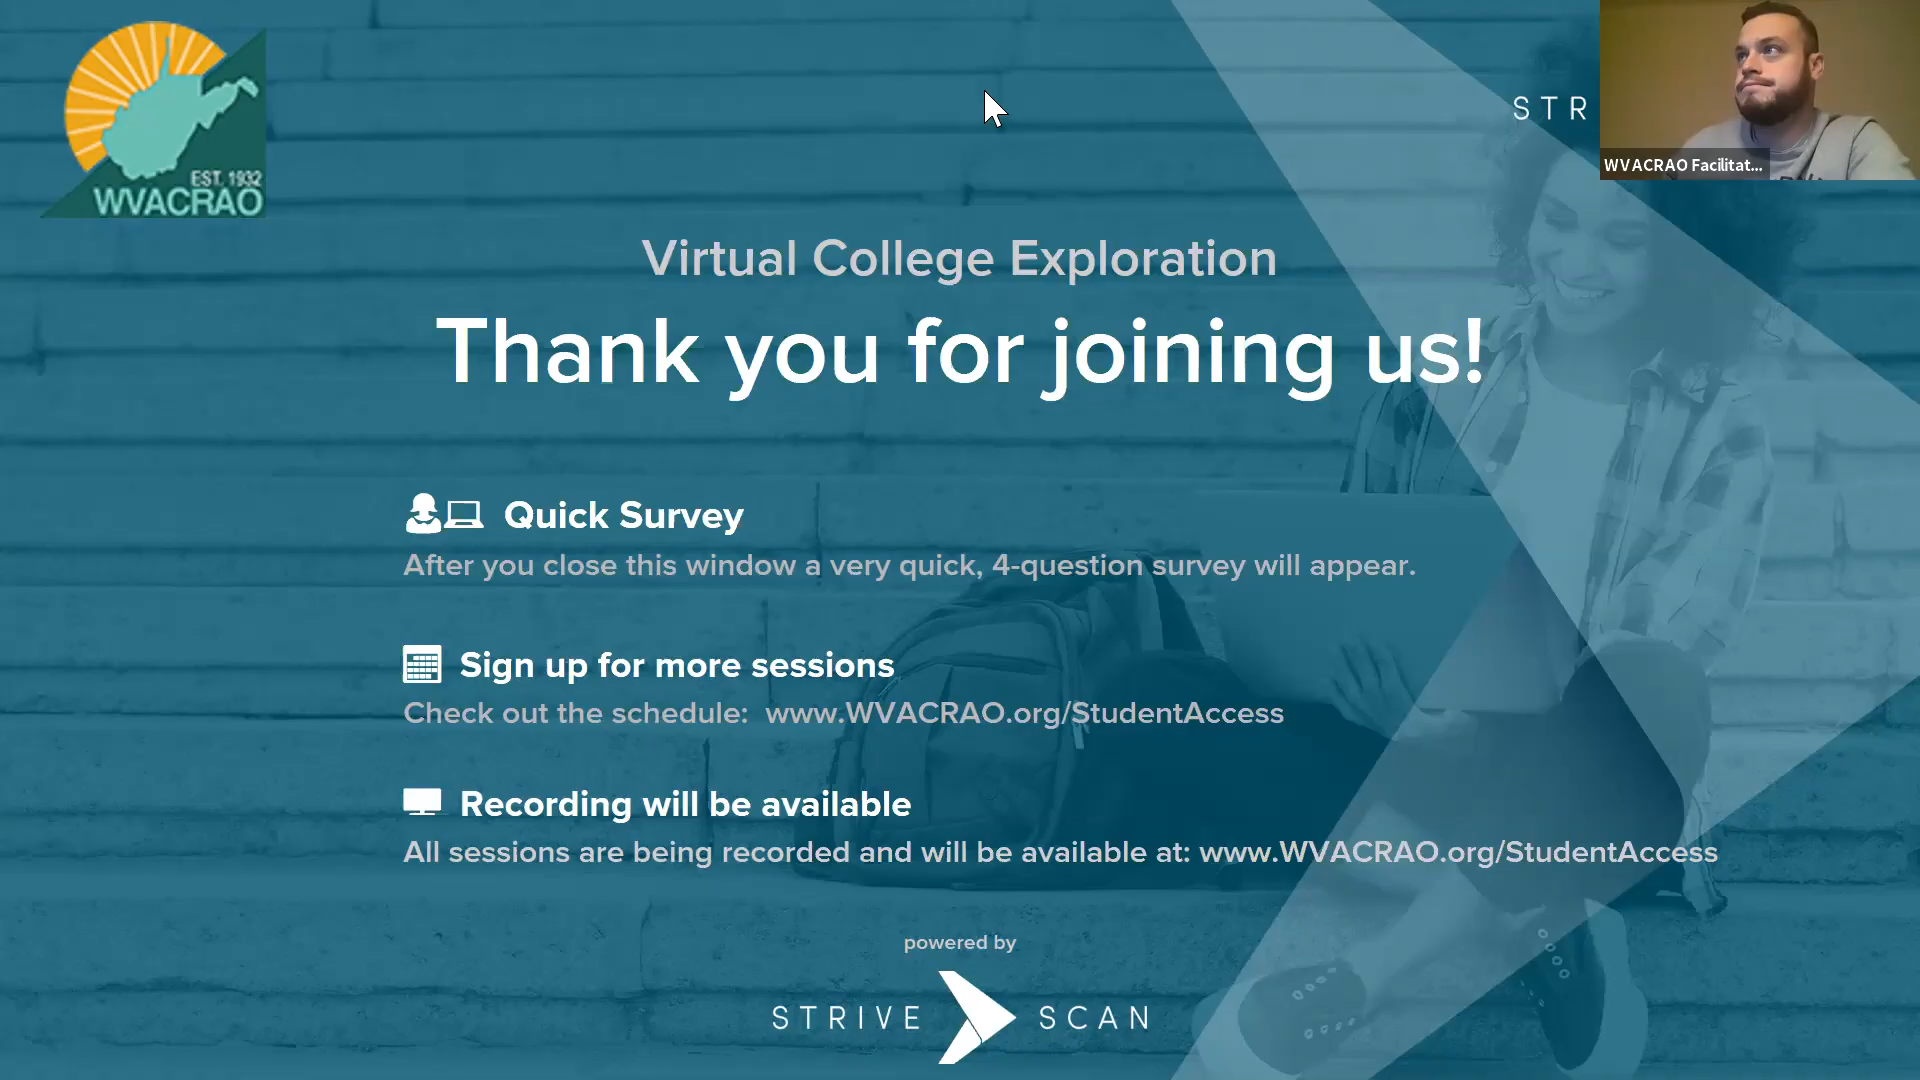 EST. 1932
WVACRAO
STR
WVACRAO Facilitat...
Virtual College Exploration
Thank you for joining us!
Quick Survey
After you close this window a very quick, 4-question survey will appear.
Sign up for more sessions
Check out the schedule: www.WVACRAO.org/StudentAccess
Recording will be available
All sessions are being recorded and will be available at: www.WVACRAO.org/StudentAccess
powered by
STRIVE SCAN